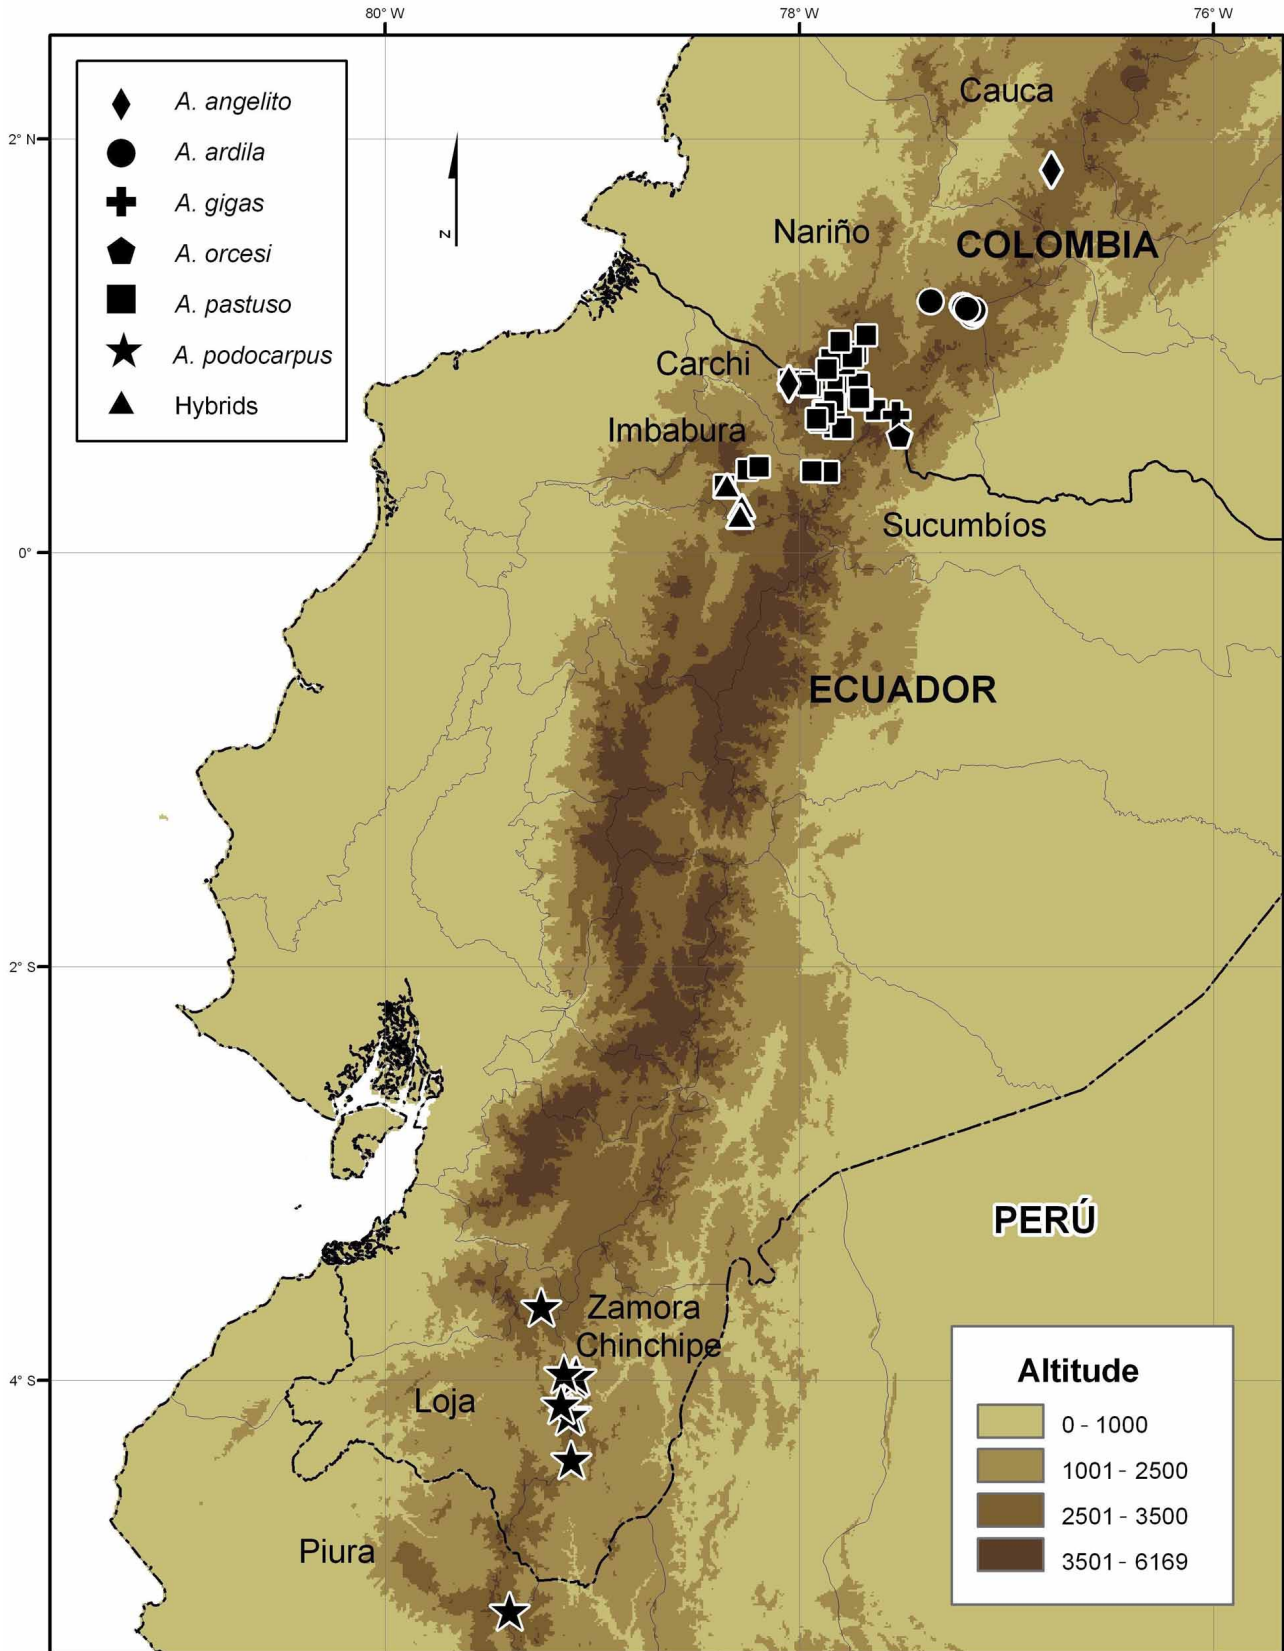 80° W
78° W
76° W
2° N
0°
2° S
4° S
A. angelito
A. ardila
A. gigas
A. orcesi
A. pastuso
A. podocarpus
Hybrids
z
Cauca
Nariño
COLOMBIA
Carchi
Imbabura
Sucumbíos
ECUADOR
PERÚ
Zamora
Chinchipe
Loja
Piura
Altitude
0 - 1000
1001 - 2500
2501 - 3500
3501 - 6169